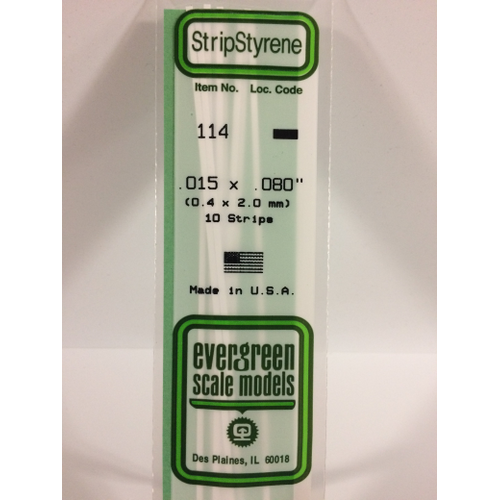 StripStyrene
Item No. Loc. Code
114
.015 x .080"
(0.4 x 2.0 mm)
10 Strips
Made in U.S.A.
evergreen
scale models
Des Plaines, IL 60018